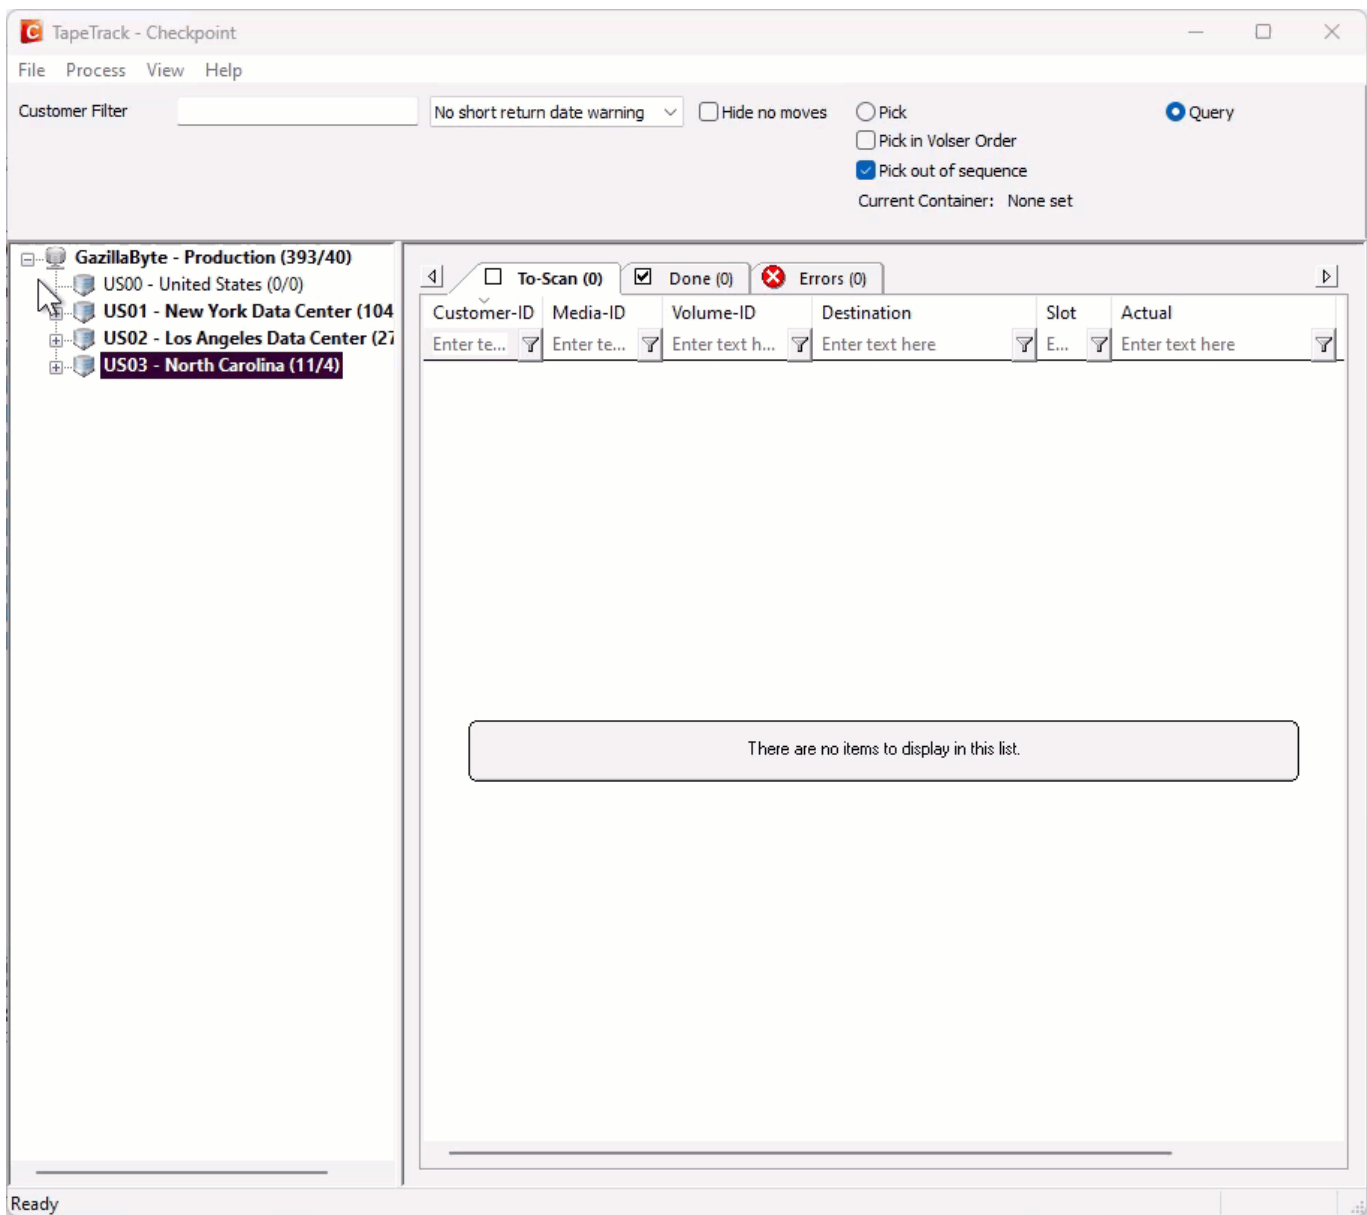 TapeTrack - Checkpoint
File Process View Help
Customer Filter No short return date warning Hide no moves Pick Query
Pick in Volser Order
Pick out of sequence
Current Container: None set
GazillaByte - Production (393/40)
US00 - United States (0/0)
US01 - New York Data Center (104
US02 - Los Angeles Data Center (27
US03 - North Carolina (11/4)
To-Scan (0) Done (0) Errors (0)
Customer-ID Media-ID Volume-ID Destination Slot Actual
Enter te... Enter te... Enter text h... Enter text here E... Enter text here
There are no items to display in this list.
Ready